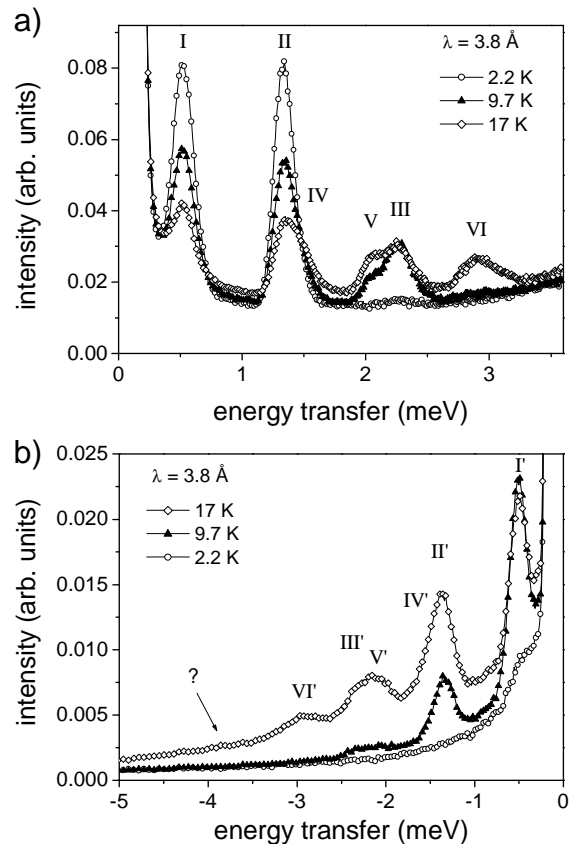 a)
I
II
λ = 3.8 Å
2.2 K
9.7 K
17 K
IV
V
III
VI
0.08
0.06
0.04
0.02
0.00
intensity (arb. units)
0 1 2 3
energy transfer (meV)
b)
λ = 3.8 Å
17 K
9.7 K
2.2 K
I'
II'
IV'
III'
V'
VI'
?
0.025
0.020
0.015
0.010
0.005
0.000
intensity (arb. units)
-5 -4 -3 -2 -1 0
energy transfer (meV)